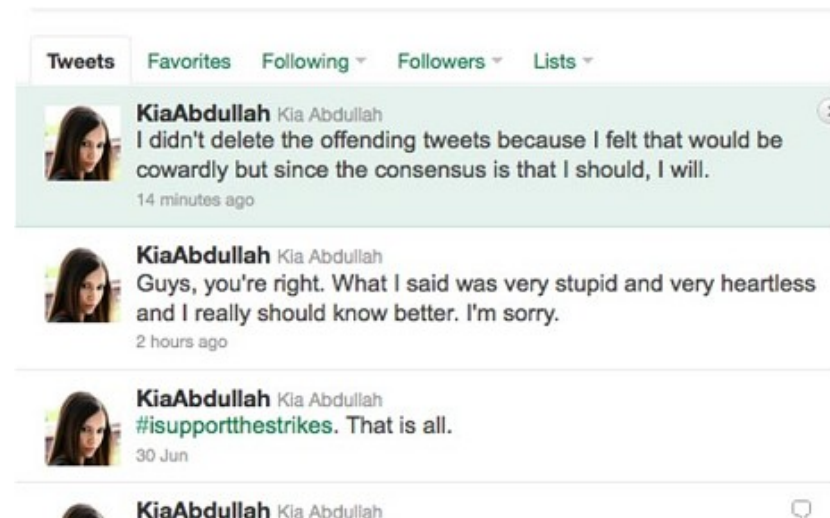 Tweets Favorites Following Followers Lists
KiaAbdullah Kia Abdullah
I didn't delete the offending tweets because I felt that would be
cowardly but since the consensus is that I should, I will.
14 minutes ago
KiaAbdullah Kia Abdullah
Guys, you're right. What I said was very stupid and very heartless
and I really should know better. I'm sorry.
2 hours ago
KiaAbdullah Kia Abdullah
#isupportthestrikes. That is all.
30 Jun
KiaAbdullah Kia Abdullah